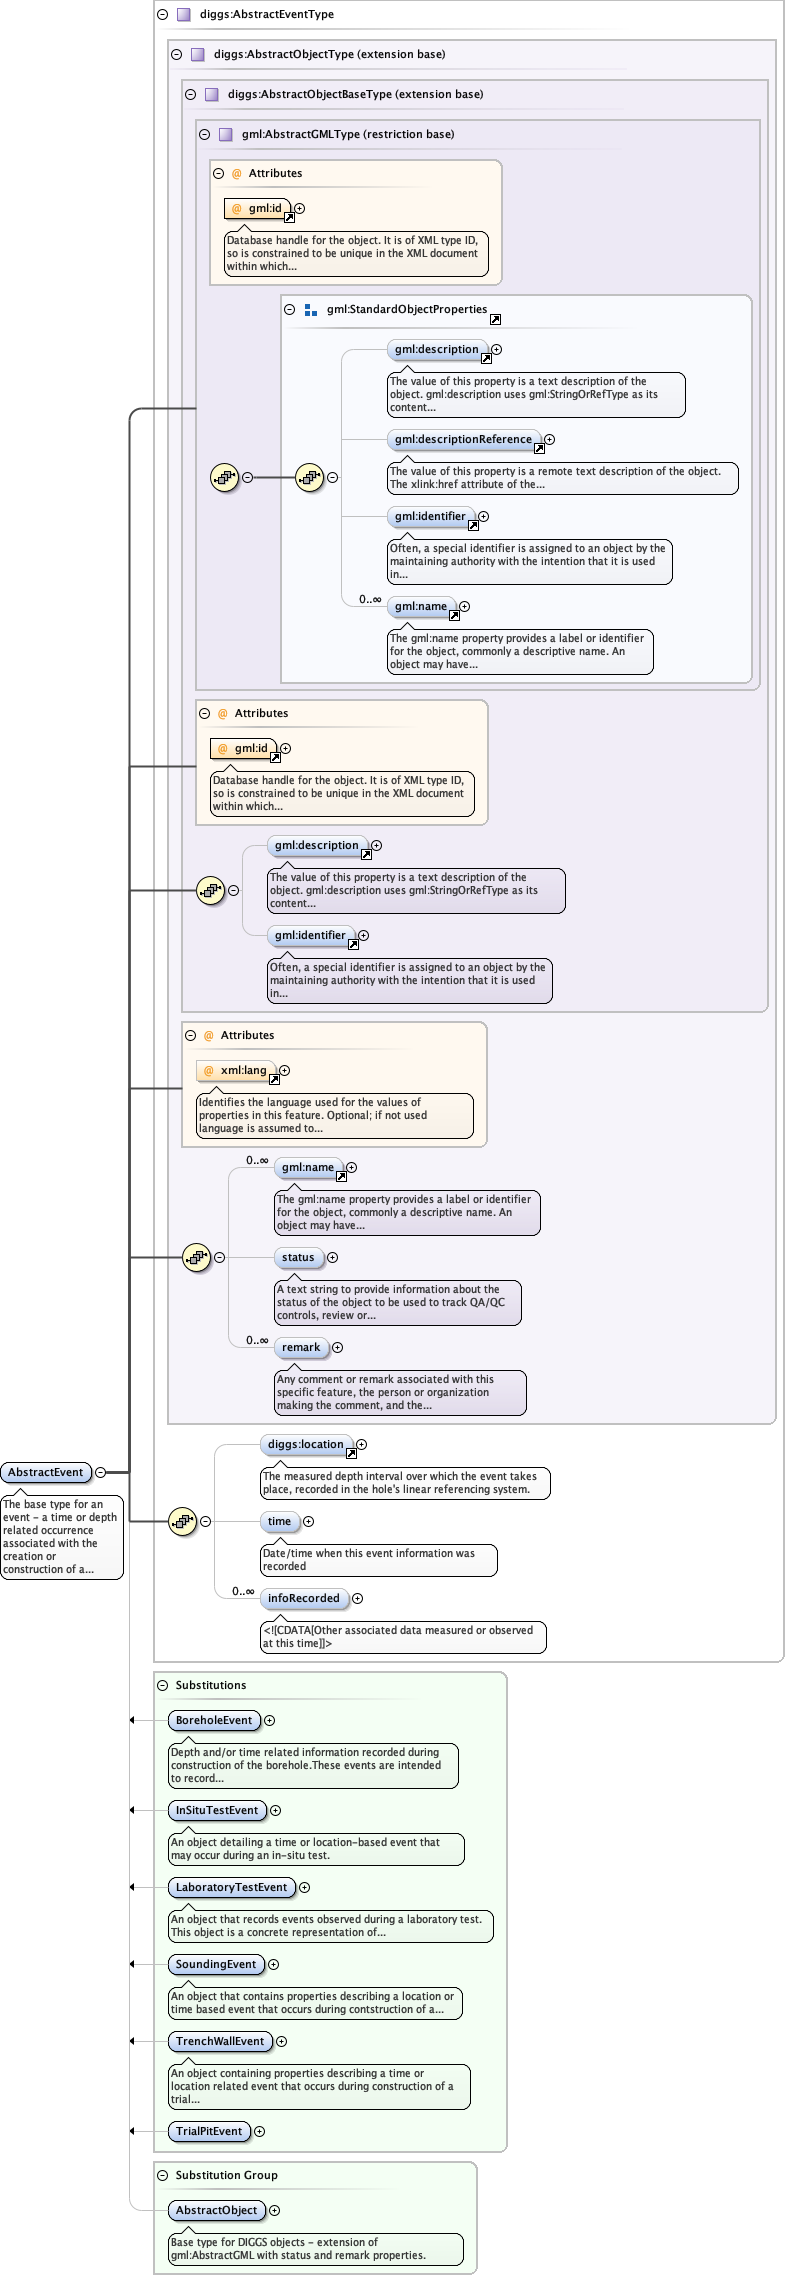 diggs:AbstractEventType
diggs:AbstractObjectType (extension base)
diggs:AbstractObjectBaseType (extension base)
gml:AbstractGMLType (restriction base)
@ Attributes
@ gml:id
Database handle for the object. It is of XML type ID,
so is constrained to be unique in the XML document
within which...
gml:StandardObjectProperties
gml:description
The value of this property is a text description of the
object. gml:description uses gml:StringOrRefType as its
content...
gml:descriptionReference
The value of this property is a remote text description of the object.
The xlink:href attribute of the...
gml:identifier
Often, a special identifier is assigned to an object by the
maintaining authority with the intention that it is used
in...
0..∞
gml:name
The gml:name property provides a label or identifier
for the object, commonly a descriptive name. An
object may have...
@ Attributes
@ gml:id
Database handle for the object. It is of XML type ID,
so is constrained to be unique in the XML document
within which...
gml:description
The value of this property is a text description of the
object. gml:description uses gml:StringOrRefType as its
content...
gml:identifier
Often, a special identifier is assigned to an object by the
maintaining authority with the intention that it is used
in...
@ Attributes
@ xml:lang
Identifies the language used for the values of
properties in this feature. Optional; if not used
language is assumed to...
0..∞
gml:name
The gml:name property provides a label or identifier
for the object, commonly a descriptive name. An
object may have...
status
A text string to provide information about the
status of the object to be used to track QA/QC
controls, review or...
0..∞
remark
Any comment or remark associated with this
specific feature, the person or organization
making the comment, and the...
AbstractEvent
The base type for an
event - a time or depth
related occurrence
associated with the
creation or
construction of a...
diggs:location
The measured depth interval over which the event takes
place, recorded in the hole's linear referencing system.
time
Date/time when this event information was
recorded
0..∞
infoRecorded
<![CDATA[Other associated data measured or observed
at this time]]>
Substitutions
BoreholeEvent
Depth and/or time related information recorded during
construction of the borehole.These events are intended
to record...
InSituTestEvent
An object detailing a time or location-based event that
may occur during an in-situ test.
LaboratoryTestEvent
An object that records events observed during a laboratory test.
This object is a concrete representation of...
SoundingEvent
An object that contains properties describing a location or
time based event that occurs during contstruction of a...
TrenchWallEvent
An object containing properties describing a time or
location related event that occurs during construction of a
trial...
TrialPitEvent
Substitution Group
AbstractObject
Base type for DIGGS objects - extension of
gml:AbstractGML with status and remark properties.